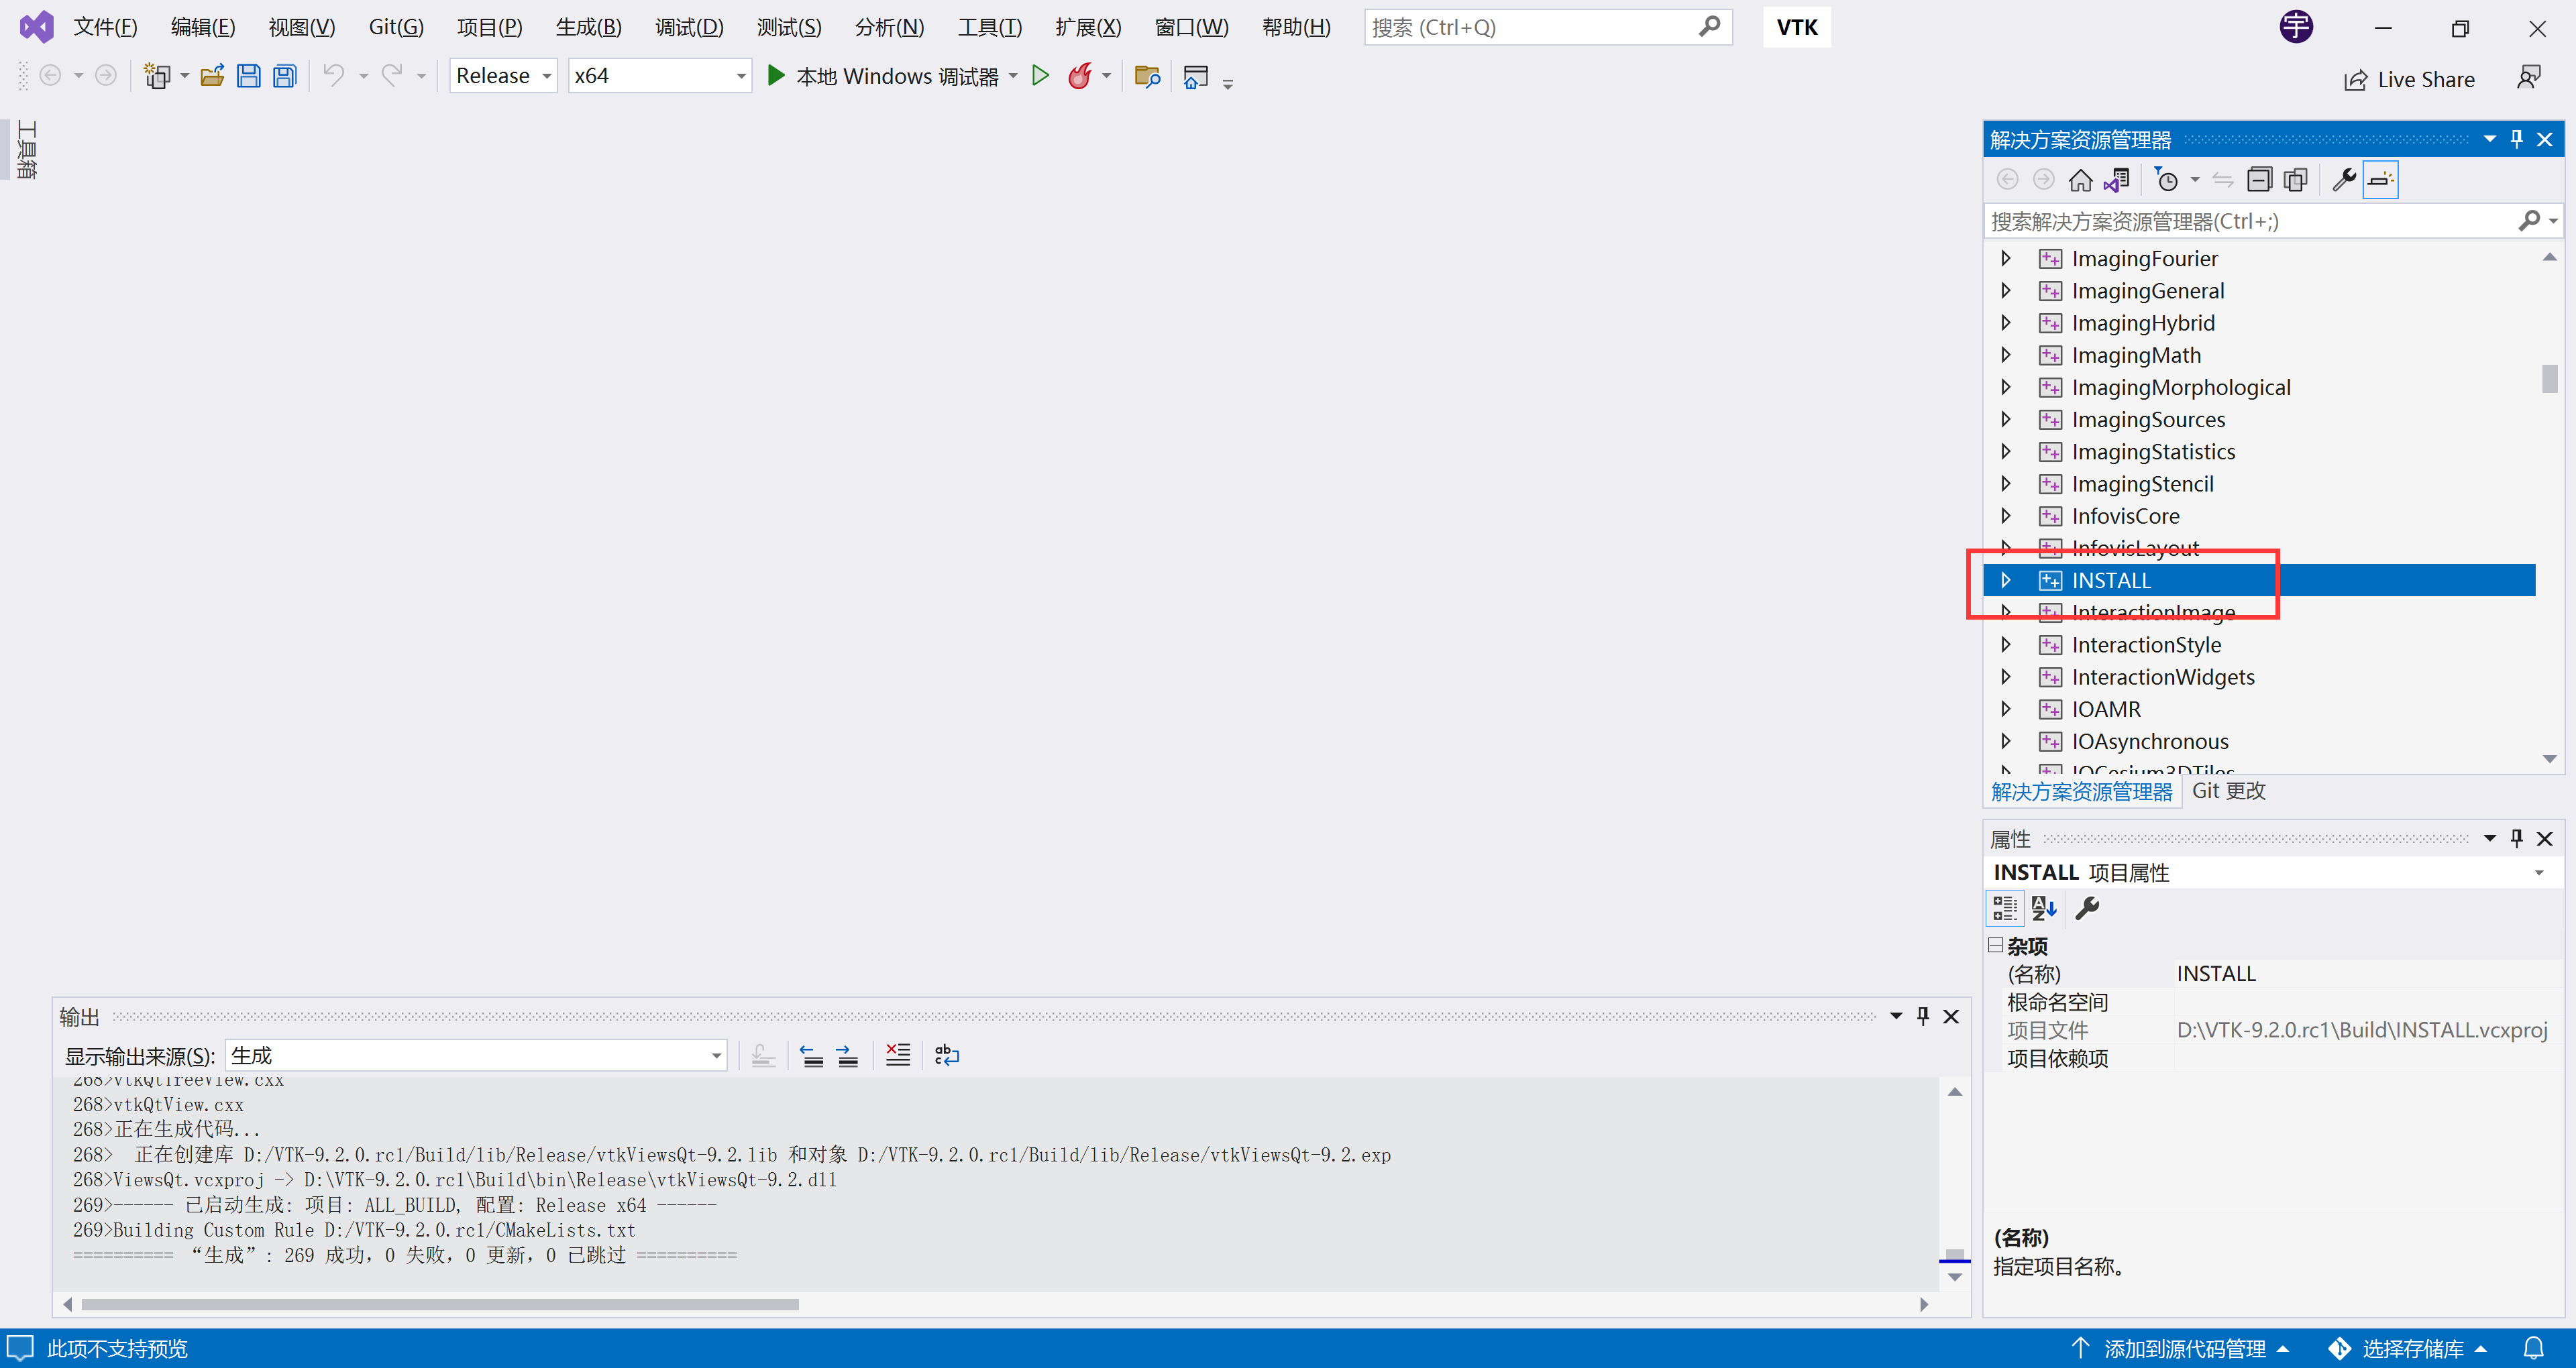 文件(F) 编辑(E) 视图(V) Git(G) 项目(P) 生成(B) 调试(D) 测试(S) 分析(N) 工具(T) 扩展(X) 窗口(W) 帮助(H) 搜索 (Ctrl+Q) VTK 宇
Release x64 本地 Windows 调试器 Live Share
工具箱
解决方案资源管理器
搜索解决方案资源管理器(Ctrl+;)
ImagingFourier
ImagingGeneral
ImagingHybrid
ImagingMath
ImagingMorphological
ImagingSources
ImagingStatistics
ImagingStencil
InfovisCore
InfovisLayout
INSTALL
InteractionImage
InteractionStyle
InteractionWidgets
IOAMR
IOAsynchronous
IOCesium3DTiles
解决方案资源管理器 Git 更改
属性
INSTALL 项目属性
杂项
(名称) INSTALL
根命名空间
项目文件 D:\VTK-9.2.0.rc1\Build\INSTALL.vcxproj
项目依赖项
(名称)
指定项目名称。
输出
显示输出来源(S): 生成
268>vtkQtTreeView.cxx
268>vtkQtView.cxx
268>正在生成代码...
268>  正在创建库 D:/VTK-9.2.0.rc1/Build/lib/Release/vtkViewsQt-9.2.lib 和对象 D:/VTK-9.2.0.rc1/Build/lib/Release/vtkViewsQt-9.2.exp
268>ViewsQt.vcxproj -> D:\VTK-9.2.0.rc1\Build\bin\Release\vtkViewsQt-9.2.dll
269>------ 已启动生成: 项目: ALL_BUILD, 配置: Release x64 ------
269>Building Custom Rule D:/VTK-9.2.0.rc1/CMakeLists.txt
========== “生成”: 269 成功，0 失败，0 更新，0 已跳过 ==========
此项不支持预览 添加到源代码管理 选择存储库